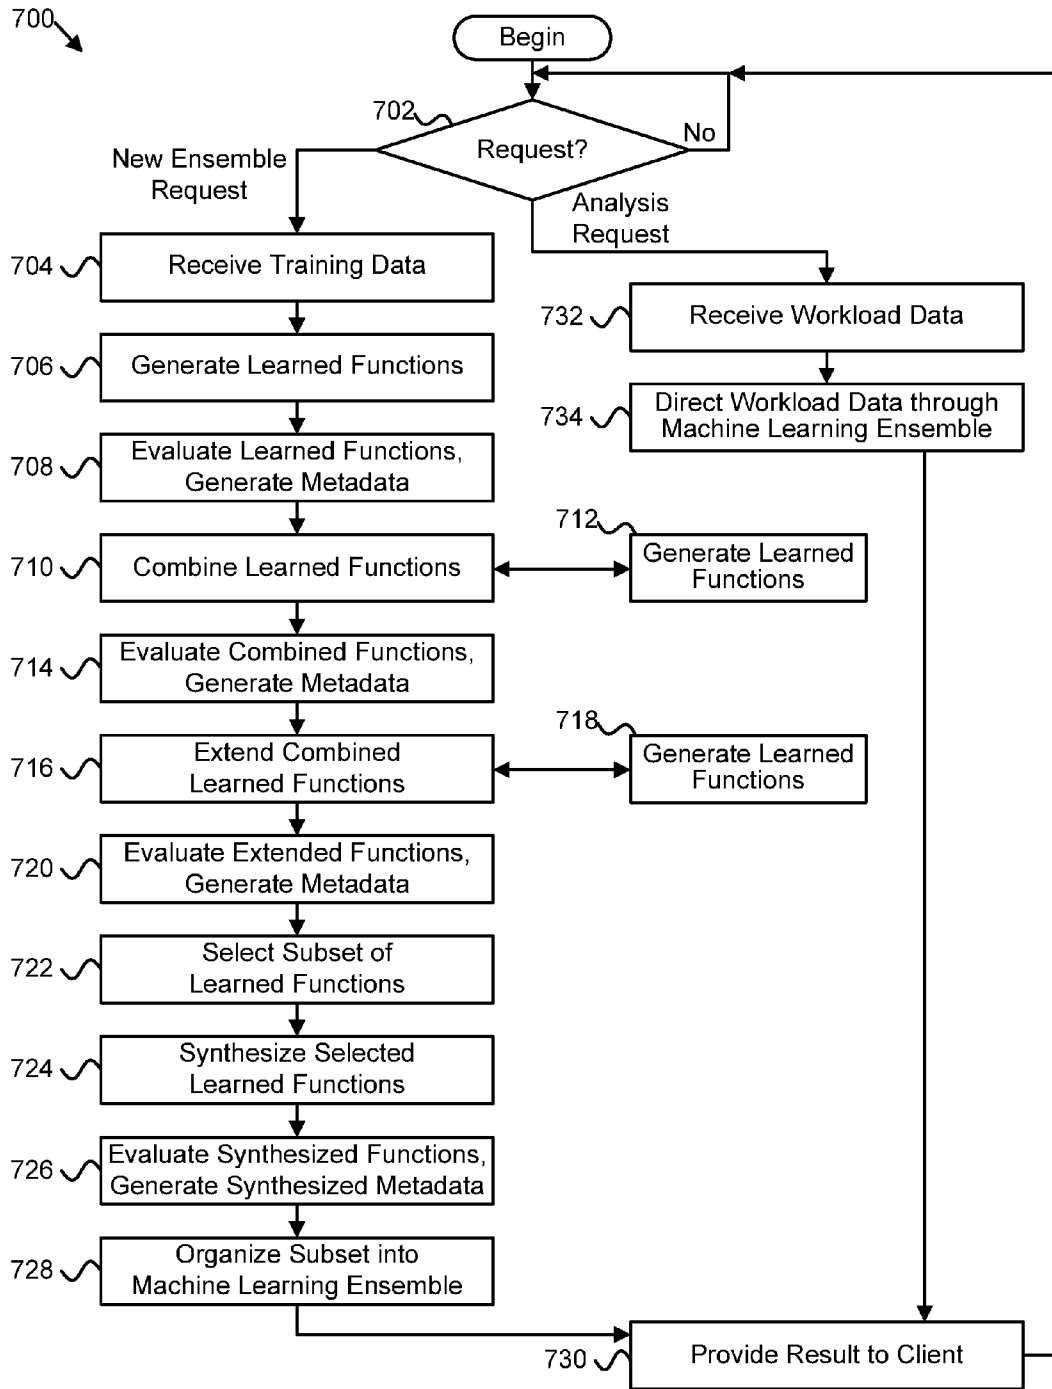 700
Begin
702
Request?
No
New Ensemble
Request
Analysis
Request
704
Receive Training Data
732
Receive Workload Data
706
Generate Learned Functions
734
Direct Workload Data through
Machine Learning Ensemble
708
Evaluate Learned Functions,
Generate Metadata
710
Combine Learned Functions
712
Generate Learned
Functions
714
Evaluate Combined Functions,
Generate Metadata
716
Extend Combined
Learned Functions
718
Generate Learned
Functions
720
Evaluate Extended Functions,
Generate Metadata
722
Select Subset of
Learned Functions
724
Synthesize Selected
Learned Functions
726
Evaluate Synthesized Functions,
Generate Synthesized Metadata
728
Organize Subset into
Machine Learning Ensemble
730
Provide Result to Client